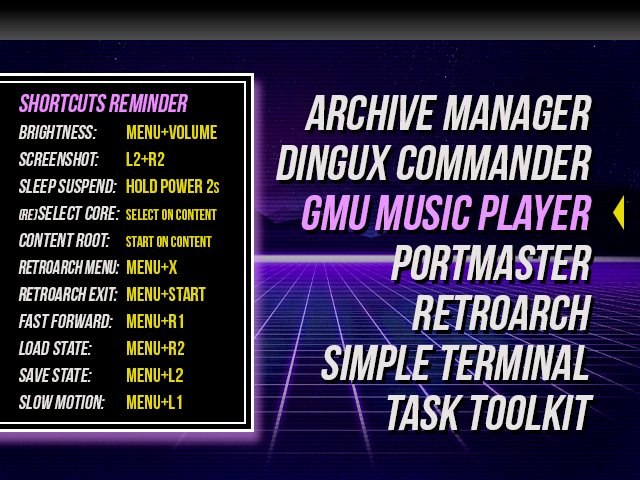 SHORTCUTS REMINDER
BRIGHTNESS: MENU+VOLUME
SCREENSHOT: L2+R2
SLEEP SUSPEND: HOLD POWER 2s
(RE)SELECT CORE: SELECT ON CONTENT
CONTENT ROOT: START ON CONTENT
RETROARCH MENU: MENU+X
RETROARCH EXIT: MENU+START
FAST FORWARD: MENU+R1
LOAD STATE: MENU+R2
SAVE STATE: MENU+L2
SLOW MOTION: MENU+L1
ARCHIVE MANAGER
DINGUX COMMANDER
GMU MUSIC PLAYER
PORTMASTER
RETROARCH
SIMPLE TERMINAL
TASK TOOLKIT